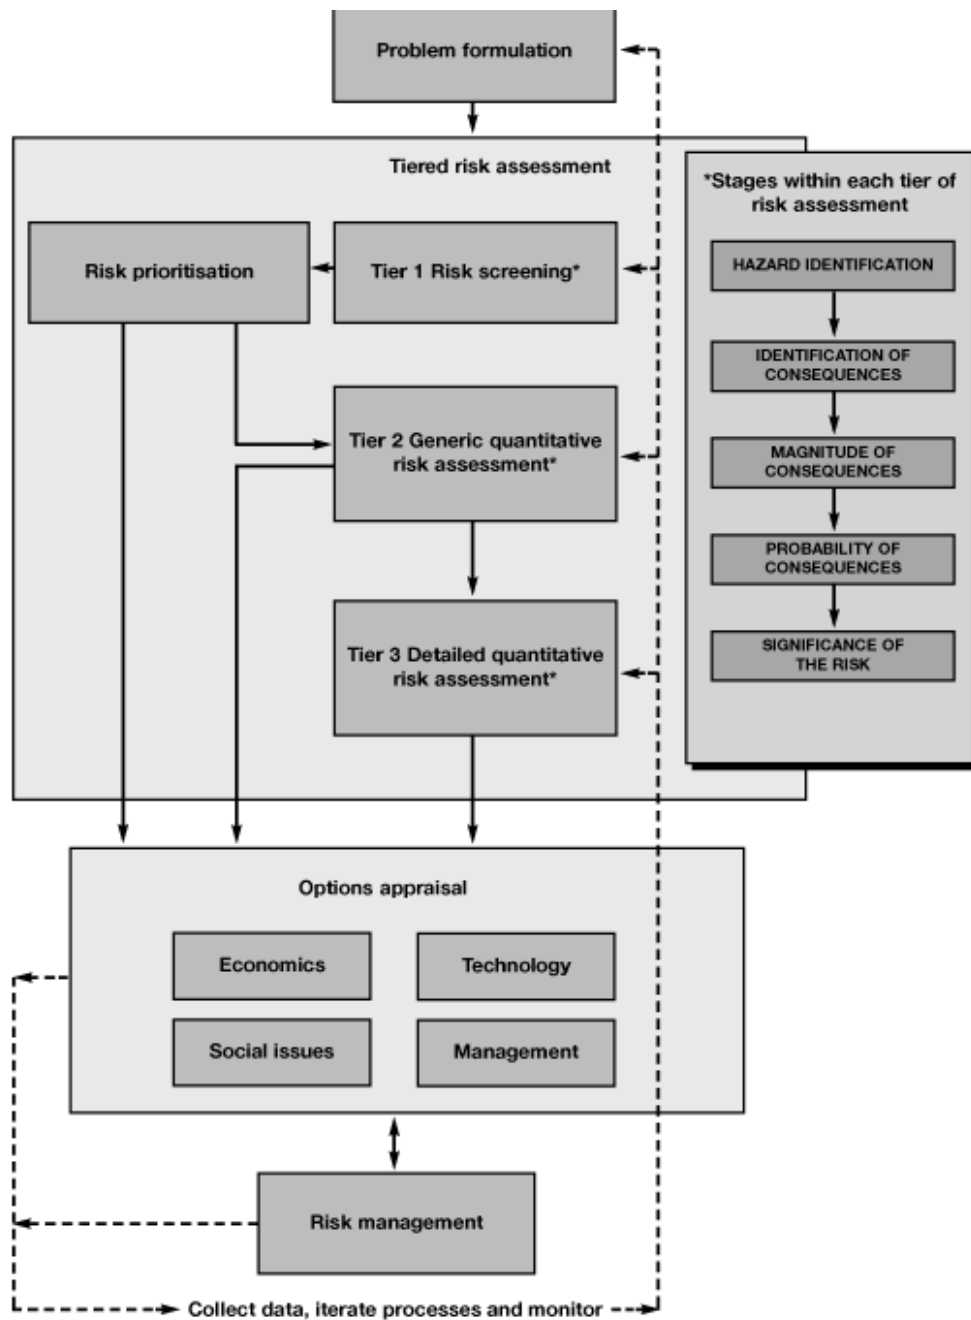 Problem formulation
Tiered risk assessment
*Stages within each tier of
risk assessment
Risk prioritisation
Tier 1 Risk screening*
HAZARD IDENTIFICATION
IDENTIFICATION OF
CONSEQUENCES
Tier 2 Generic quantitative
risk assessment*
MAGNITUDE OF
CONSEQUENCES
PROBABILITY OF
CONSEQUENCES
Tier 3 Detailed quantitative
risk assessment*
SIGNIFICANCE OF
THE RISK
Options appraisal
Economics
Technology
Social issues
Management
Risk management
Collect data, iterate processes and monitor